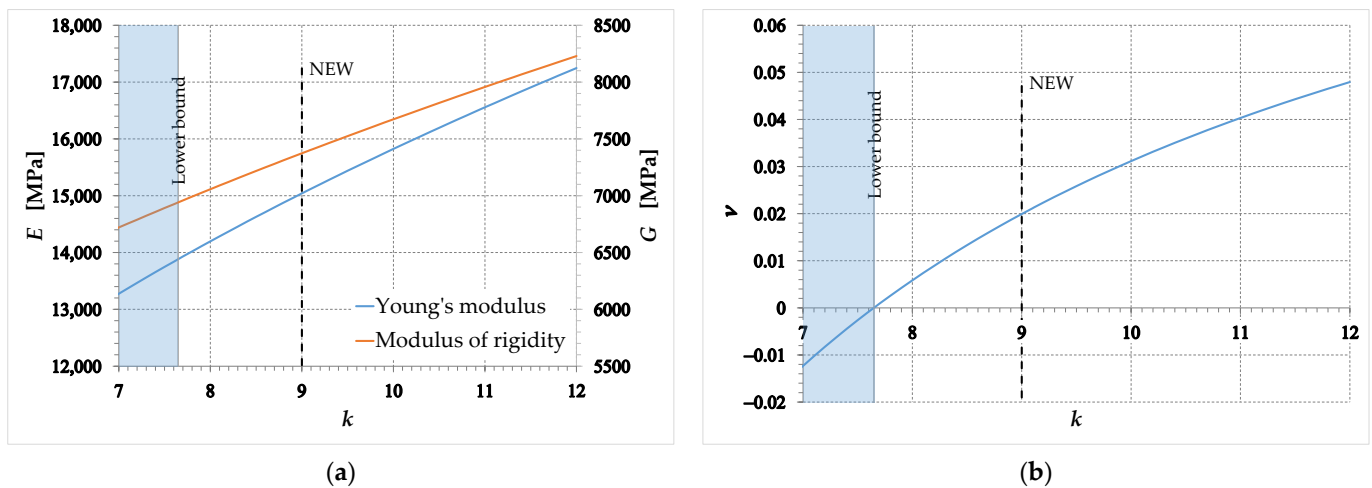 18,000
17,000
16,000
15,000
14,000
13,000
12,000
E [MPa]
8500
8000
7500
7000
6500
6000
5500
G [MPa]
Lower bound
NEW
Young's modulus
Modulus of rigidity
7 8 9 10 11 12
k
(a)
0.06
0.05
0.04
0.03
0.02
0.01
0
−0.01
−0.02
ν
Lower bound
NEW
7 8 9 10 11 12
k
(b)